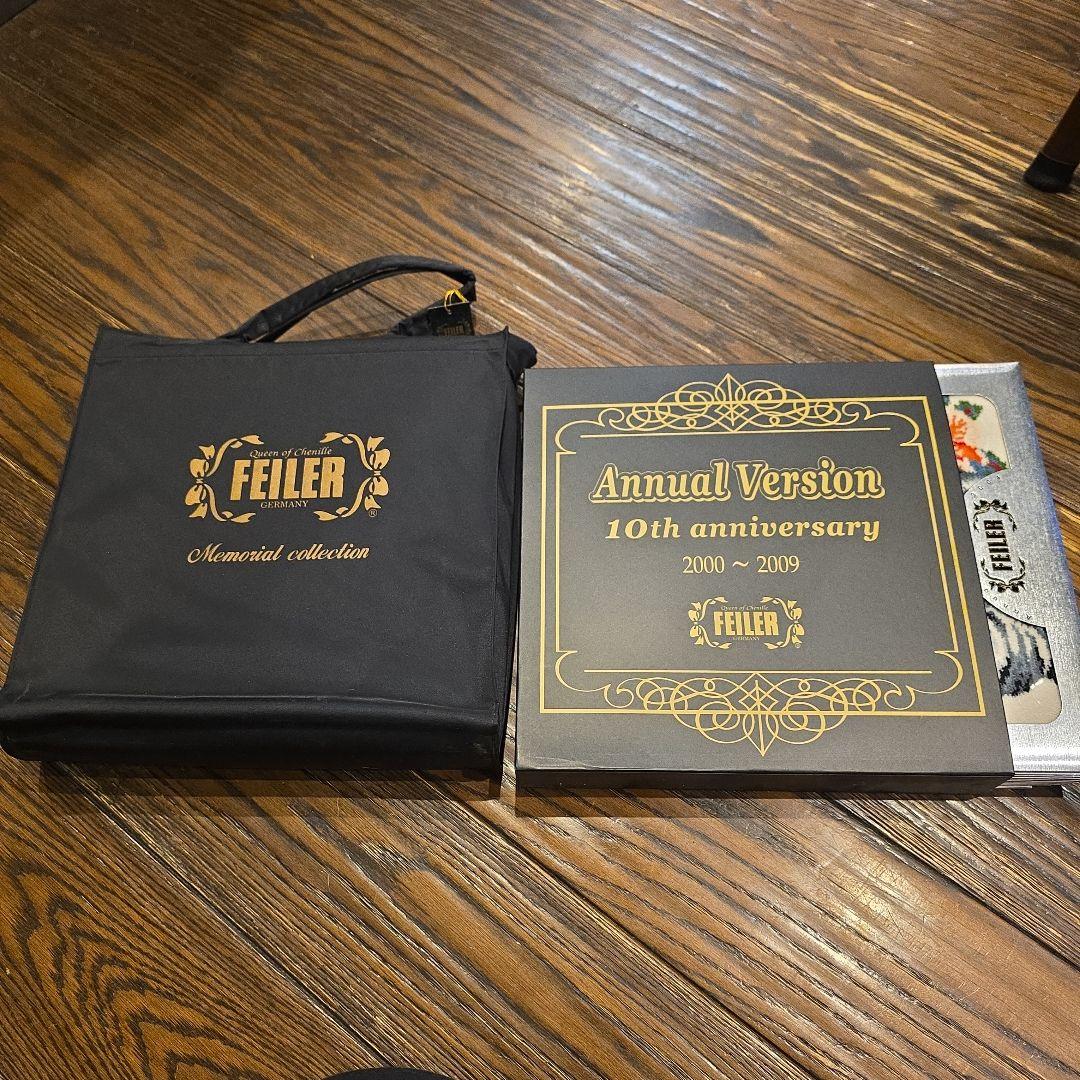 Queen of Chenille
FEILER
GERMANY
®
Memorial collection
FEILER
Annual Version
10th anniversary
2000 ~ 2009
Queen of Chenille
FEILER
GERMANY
®
FEILER